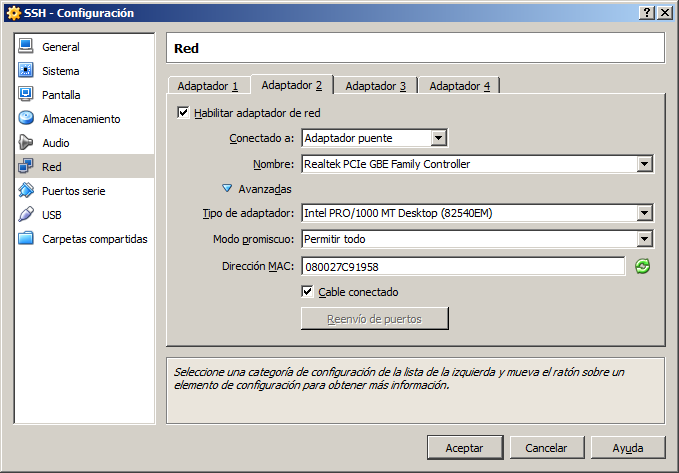 SSH - Configuración
General
Sistema
Pantalla
Almacenamiento
Audio
Red
Puertos serie
USB
Carpetas compartidas
Red
Adaptador 1
Adaptador 2
Adaptador 3
Adaptador 4
Habilitar adaptador de red
Conectado a: Adaptador puente
Nombre: Realtek PCIe GBE Family Controller
Avanzadas
Tipo de adaptador: Intel PRO/1000 MT Desktop (82540EM)
Modo promiscuo: Permitir todo
Dirección MAC: 080027C91958
Cable conectado
Reenvío de puertos
Seleccione una categoría de configuración de la lista de la izquierda y mueva el ratón sobre un
elemento de configuración para obtener más información.
Aceptar
Cancelar
Ayuda